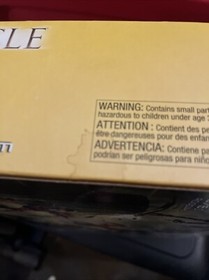 CLE
WARNING: Contains small part
hazardous to children under age 3
ATTENTION : Contient des pe
être dangereuses pour des enfan
ADVERTENCIA: Contiene pa
podrían ser peligrosas para niño